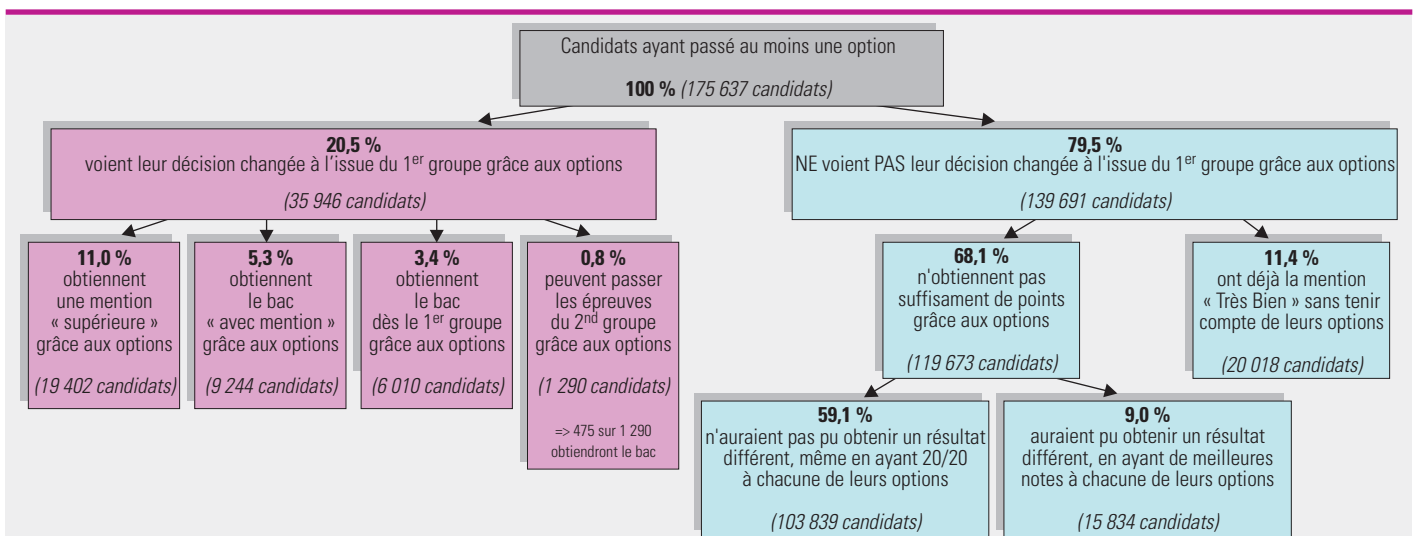 Candidats ayant passé au moins une option
100 % (175 637 candidats)
20,5 %
voient leur décision changée à l'issue du 1er groupe grâce aux options
(35 946 candidats)
79,5 %
NE voient PAS leur décision changée à l'issue du 1er groupe grâce aux options
(139 691 candidats)
11,0 %
obtiennent
une mention
« supérieure »
grâce aux options
(19 402 candidats)
5,3 %
obtiennent
le bac
« avec mention »
grâce aux options
(9 244 candidats)
3,4 %
obtiennent
le bac
dès le 1er groupe
grâce aux options
(6 010 candidats)
0,8 %
peuvent passer
les épreuves
du 2nd groupe
grâce aux options
(1 290 candidats)
=> 475 sur 1 290
obtiendront le bac
68,1 %
n'obtiennent pas
suffisament de points
grâce aux options
(119 673 candidats)
11,4 %
ont déjà la mention
« Très Bien » sans tenir
compte de leurs options
(20 018 candidats)
59,1 %
n'auraient pas pu obtenir un résultat
différent, même en ayant 20/20
à chacune de leurs options
(103 839 candidats)
9,0 %
auraient pu obtenir un résultat
différent, en ayant de meilleures
notes à chacune de leurs options
(15 834 candidats)